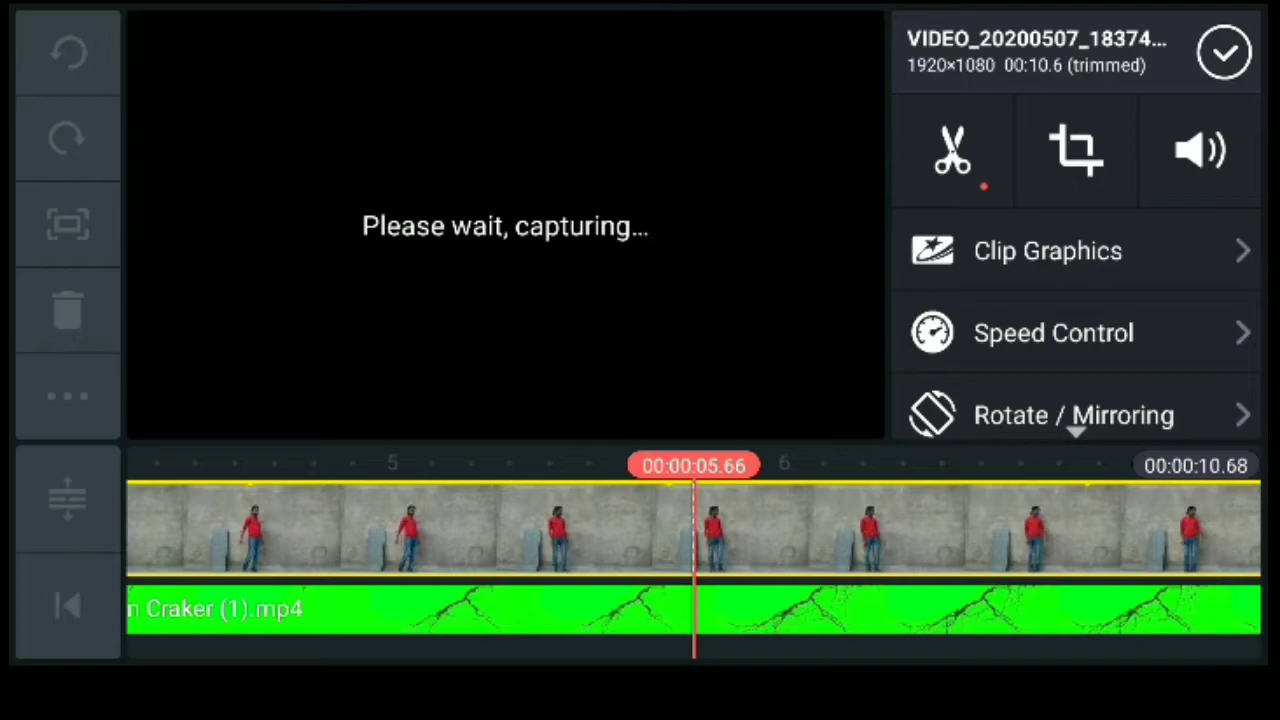 VIDEO_20200507_18374...
1920×1080 00:10.6 (trimmed)
Please wait, capturing...
Clip Graphics
Speed Control
Rotate / Mirroring
5
00:00:05.66
6
00:00:10.68
n Craker (1).mp4